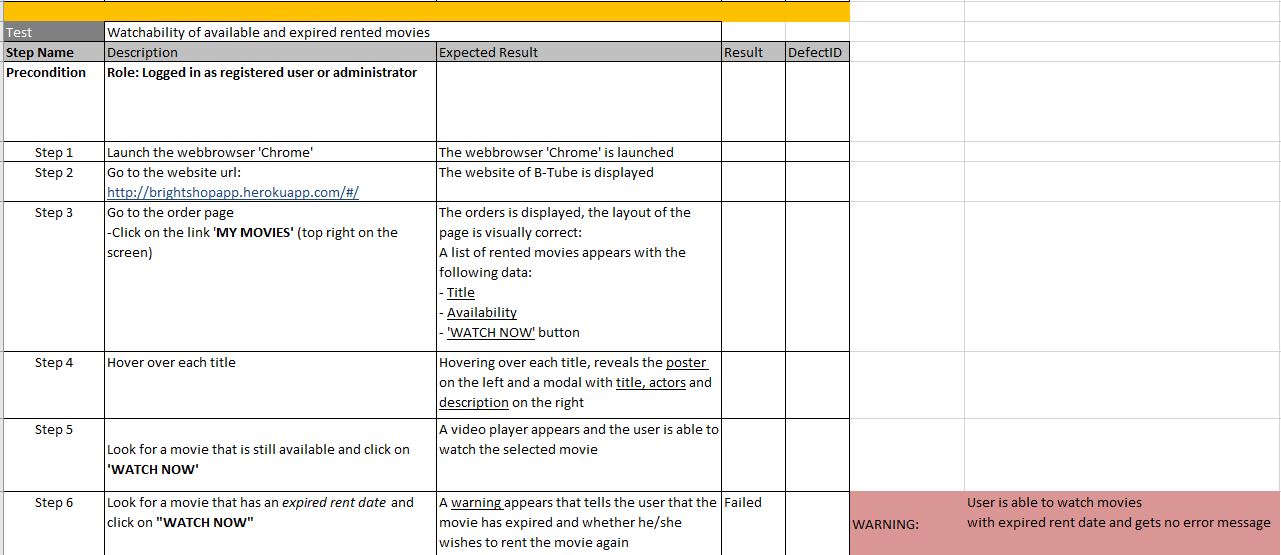 Test Watchability of available and expired rented movies
Step Name Description Expected Result Result DefectID
Precondition Role: Logged in as registered user or administrator
Step 1 Launch the webbrowser 'Chrome' The webbrowser 'Chrome' is launched
Step 2 Go to the website url: The website of B-Tube is displayed
http://brightshopapp.herokuapp.com/#/
Step 3 Go to the order page
-Click on the link 'MY MOVIES' (top right on the
screen)
The orders is displayed, the layout of the
page is visually correct:
A list of rented movies appears with the
following data:
- Title
- Availability
- 'WATCH NOW' button
Step 4 Hover over each title
Hovering over each title, reveals the poster
on the left and a modal with title, actors and
description on the right
Step 5
Look for a movie that is still available and click on
'WATCH NOW'
A video player appears and the user is able to
watch the selected movie
Step 6 Look for a movie that has an expired rent date and
click on "WATCH NOW"
A warning appears that tells the user that the
movie has expired and whether he/she
wishes to rent the movie again
Failed
WARNING:
User is able to watch movies
with expired rent date and gets no error message